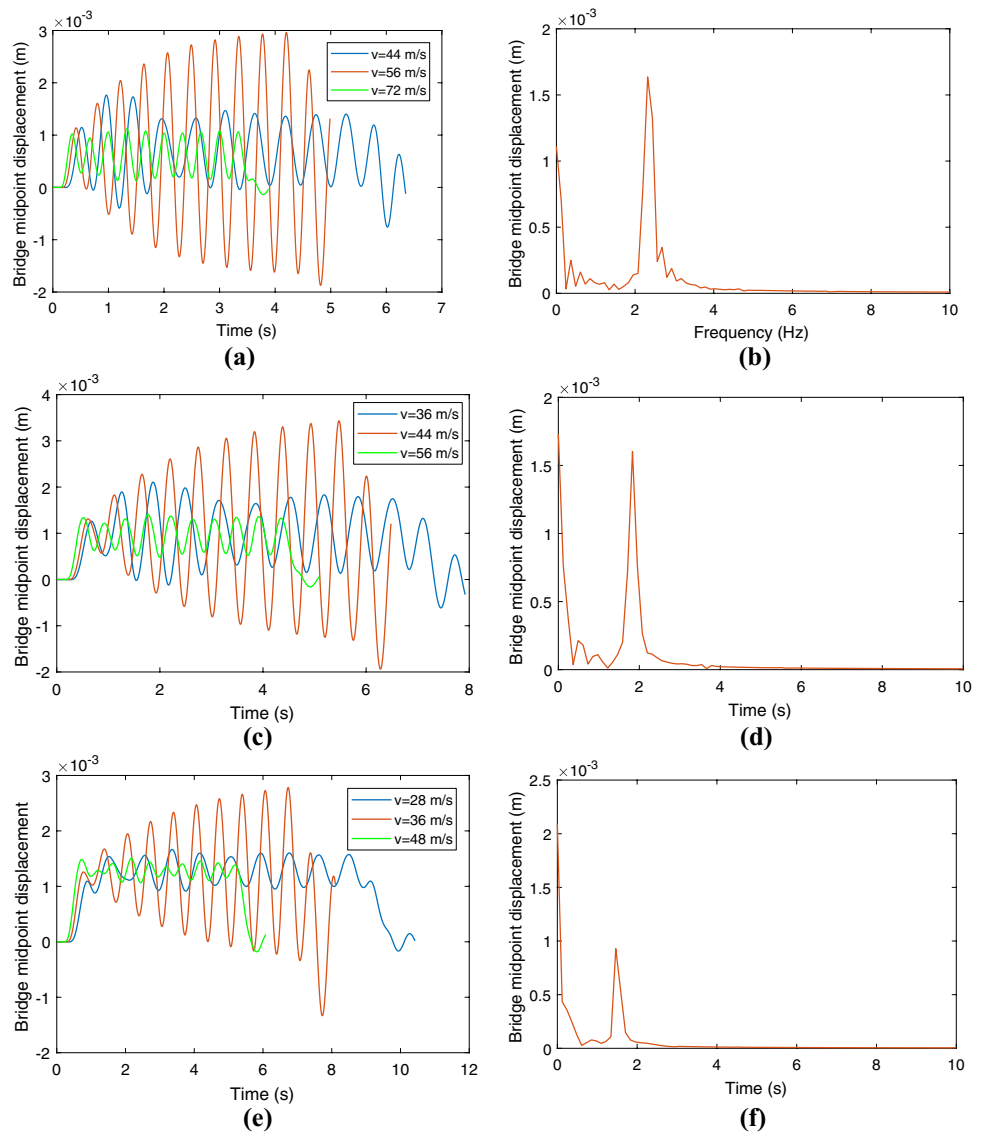 ×10⁻³
Bridge midpoint displacement (m)
3
2
1
0
-1
-2
v=44 m/s
v=56 m/s
v=72 m/s
0 1 2 3 4 5 6 7
Time (s)
(a)
×10⁻³
Bridge midpoint displacement (m)
2
1.5
1
0.5
0
0 2 4 6 8 10
Frequency (Hz)
(b)
×10⁻³
Bridge midpoint displacement (m)
4
3
2
1
0
-1
-2
v=36 m/s
v=44 m/s
v=56 m/s
0 2 4 6 8
Time (s)
(c)
×10⁻³
Bridge midpoint displacement (m)
2
1.5
1
0.5
0
0 2 4 6 8 10
Time (s)
(d)
×10⁻³
Bridge midpoint displacement
3
2
1
0
-1
-2
v=28 m/s
v=36 m/s
v=48 m/s
0 2 4 6 8 10 12
Time (s)
(e)
×10⁻³
Bridge midpoint displacement (m)
2.5
2
1.5
1
0.5
0
0 2 4 6 8 10
Time (s)
(f)